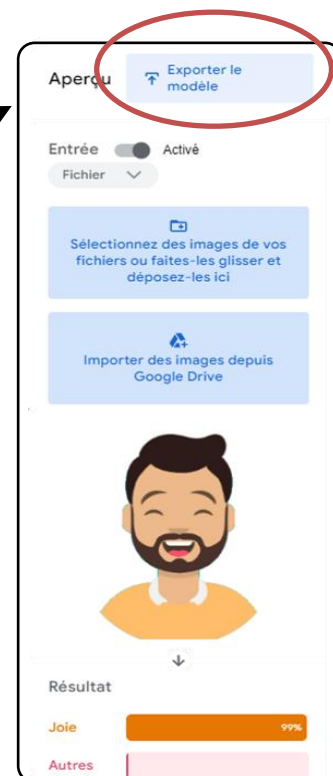 Aperçu
Exporter le
modèle
Entrée
Activé
Fichier
Sélectionnez des images de vos
fichiers ou faites-les glisser et
déposez-les ici
Importer des images depuis
Google Drive
Résultat
Joie
99%
Autres